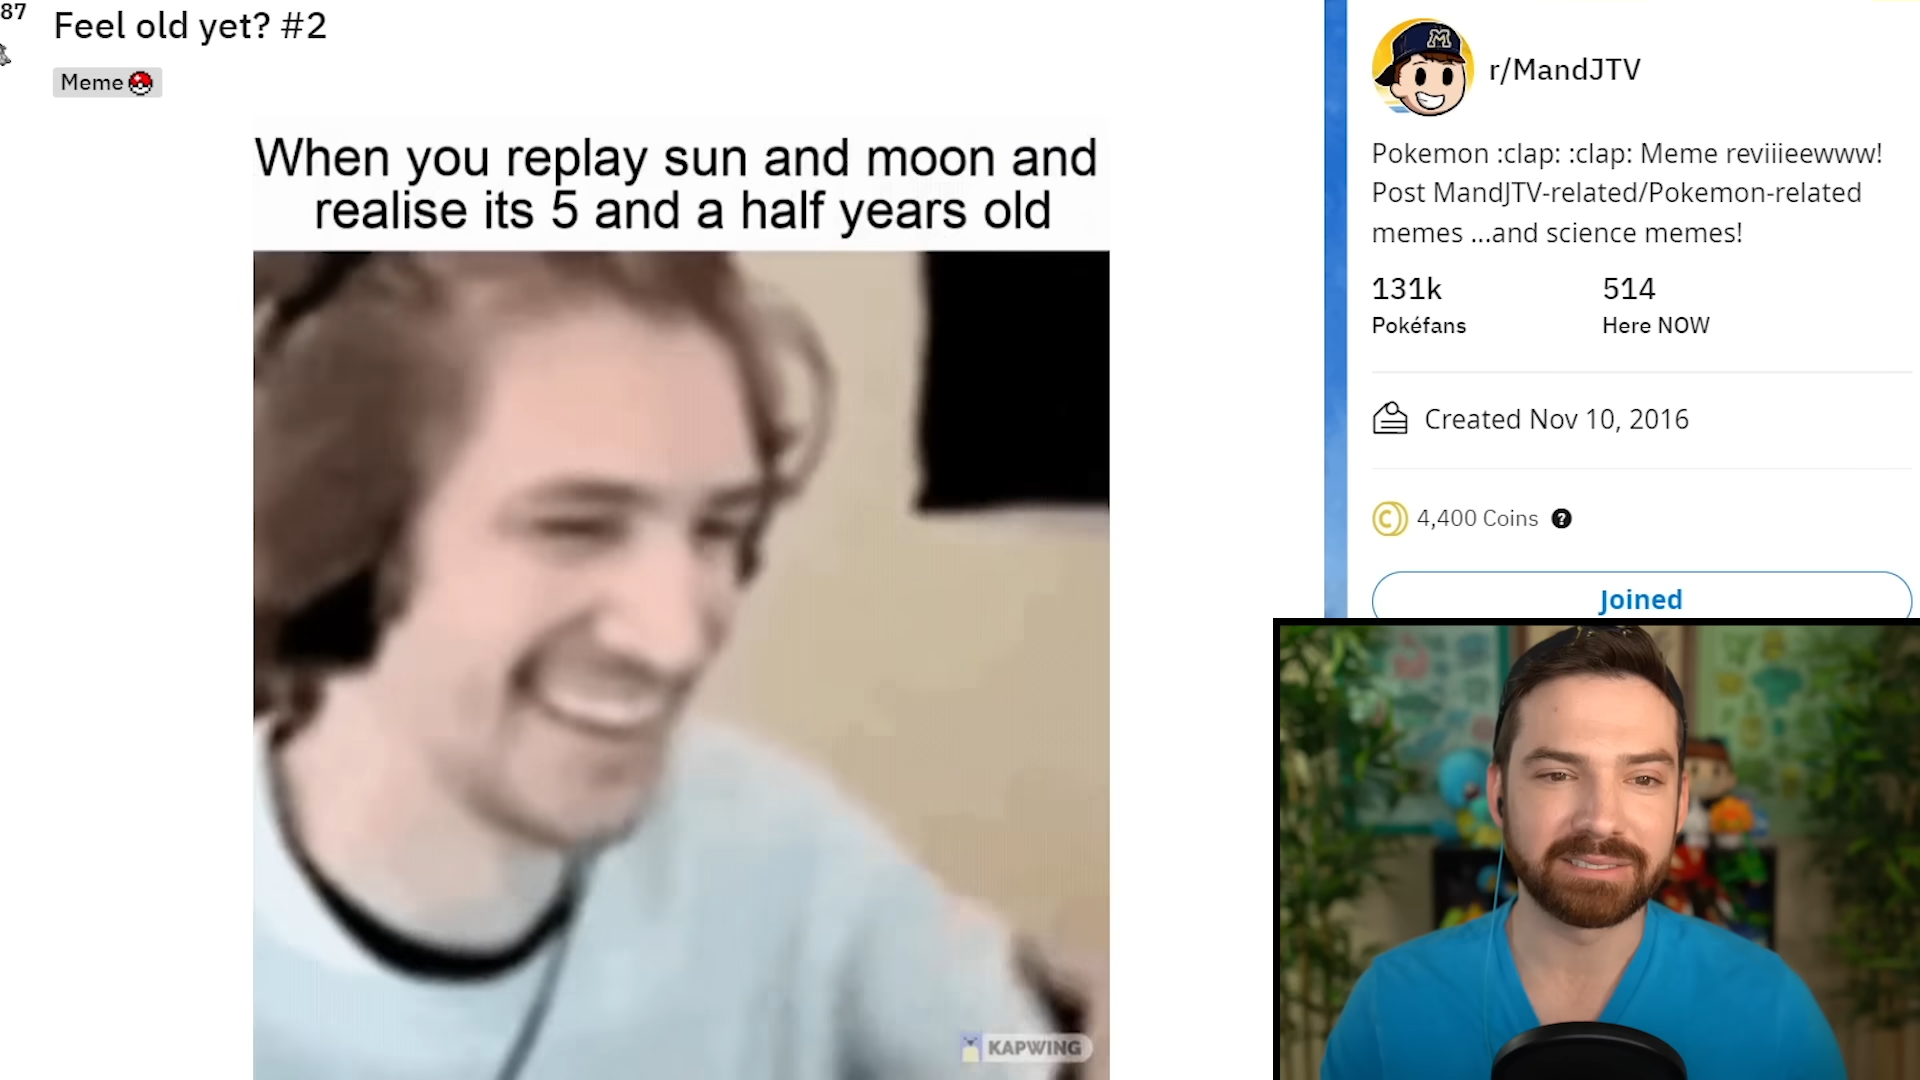 87
Feel old yet? #2
Meme
When you replay sun and moon and
realise its 5 and a half years old
KAPWING
M
r/MandJTV
Pokemon :clap: :clap: Meme reviiieewww!
Post MandJTV-related/Pokemon-related
memes ...and science memes!
131k 514
Pokéfans Here NOW
Created Nov 10, 2016
4,400 Coins ?
Joined